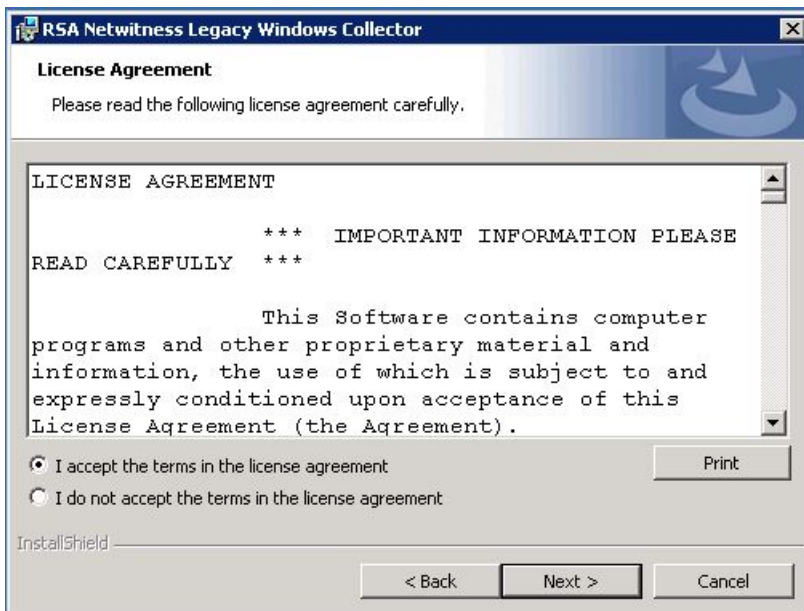 RSA Netwitness Legacy Windows Collector
License Agreement
Please read the following license agreement carefully.
LICENSE AGREEMENT
*** IMPORTANT INFORMATION PLEASE
READ CAREFULLY ***
This Software contains computer
programs and other proprietary material and
information, the use of which is subject to and
expressly conditioned upon acceptance of this
License Agreement (the Agreement).
I accept the terms in the license agreement
Print
I do not accept the terms in the license agreement
InstallShield
< Back Next > Cancel